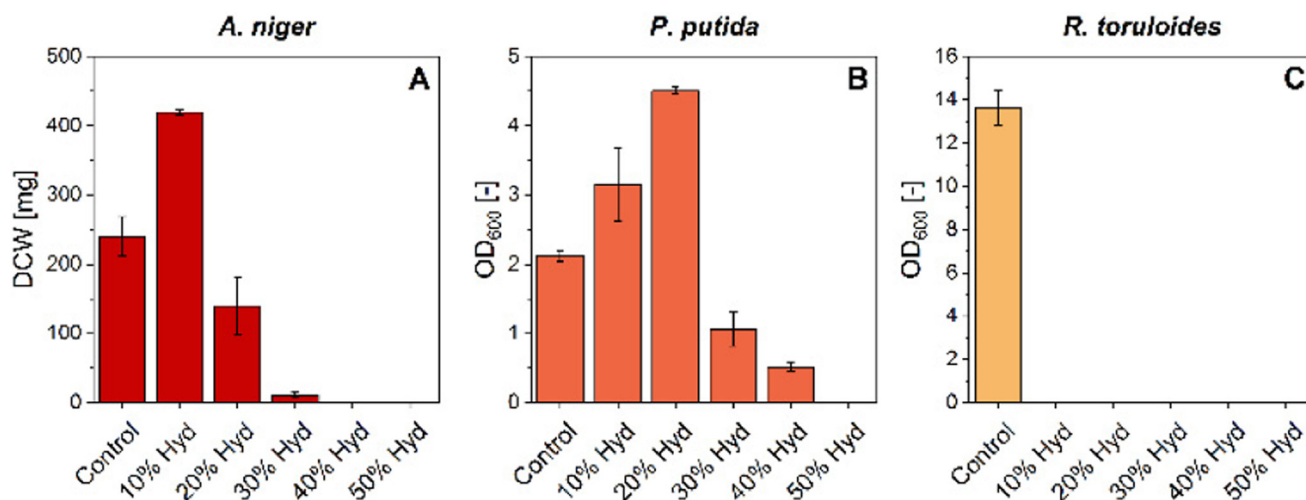 A. niger
A
DCW [mg]
500
400
300
200
100
0
Control
10% Hyd
20% Hyd
30% Hyd
40% Hyd
50% Hyd
P. putida
B
OD600 [-]
5
4
3
2
1
0
Control
10% Hyd
20% Hyd
30% Hyd
40% Hyd
50% Hyd
R. toruloides
C
OD600 [-]
16
14
12
10
8
6
4
2
0
Control
10% Hyd
20% Hyd
30% Hyd
40% Hyd
50% Hyd